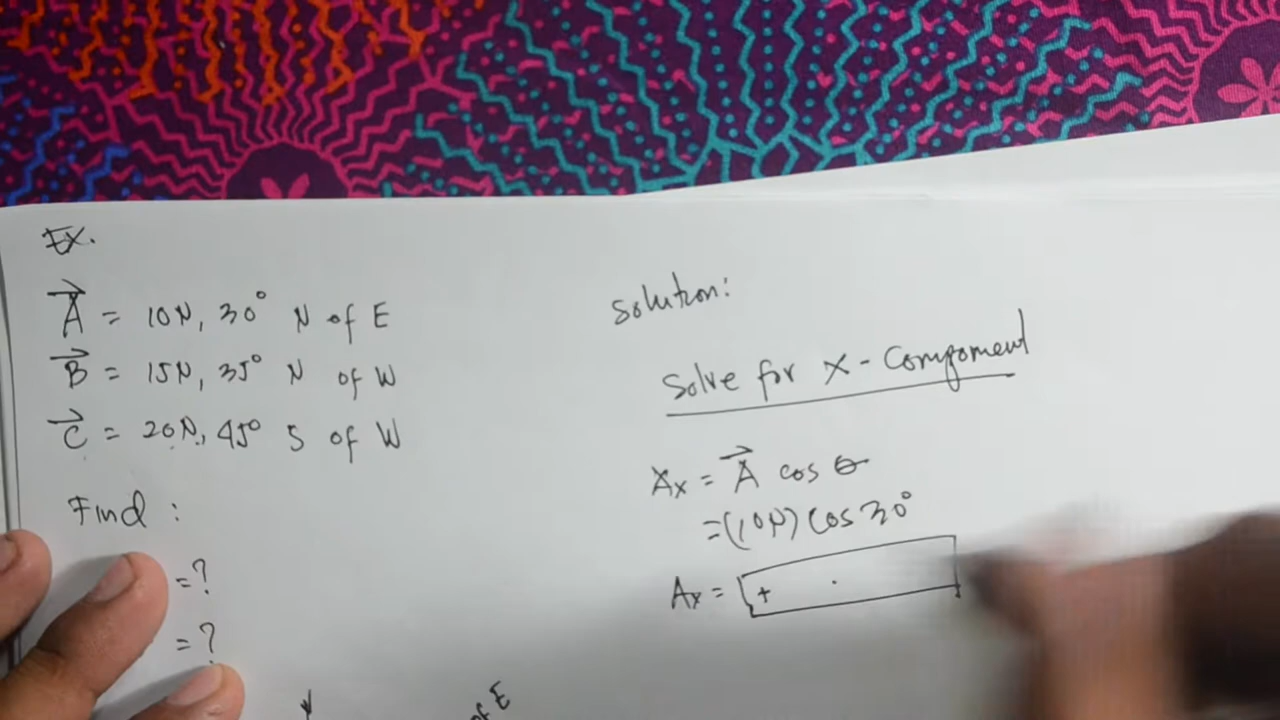 EX.
A = 10N, 30° N of E
B = 15N, 35° N of W
C = 20N, 45° S of W
Find :
= ?
= ?
of E
Solution:
Solve for x - Component
Ax = A cos θ
= (10N) cos 30°
Ax = +